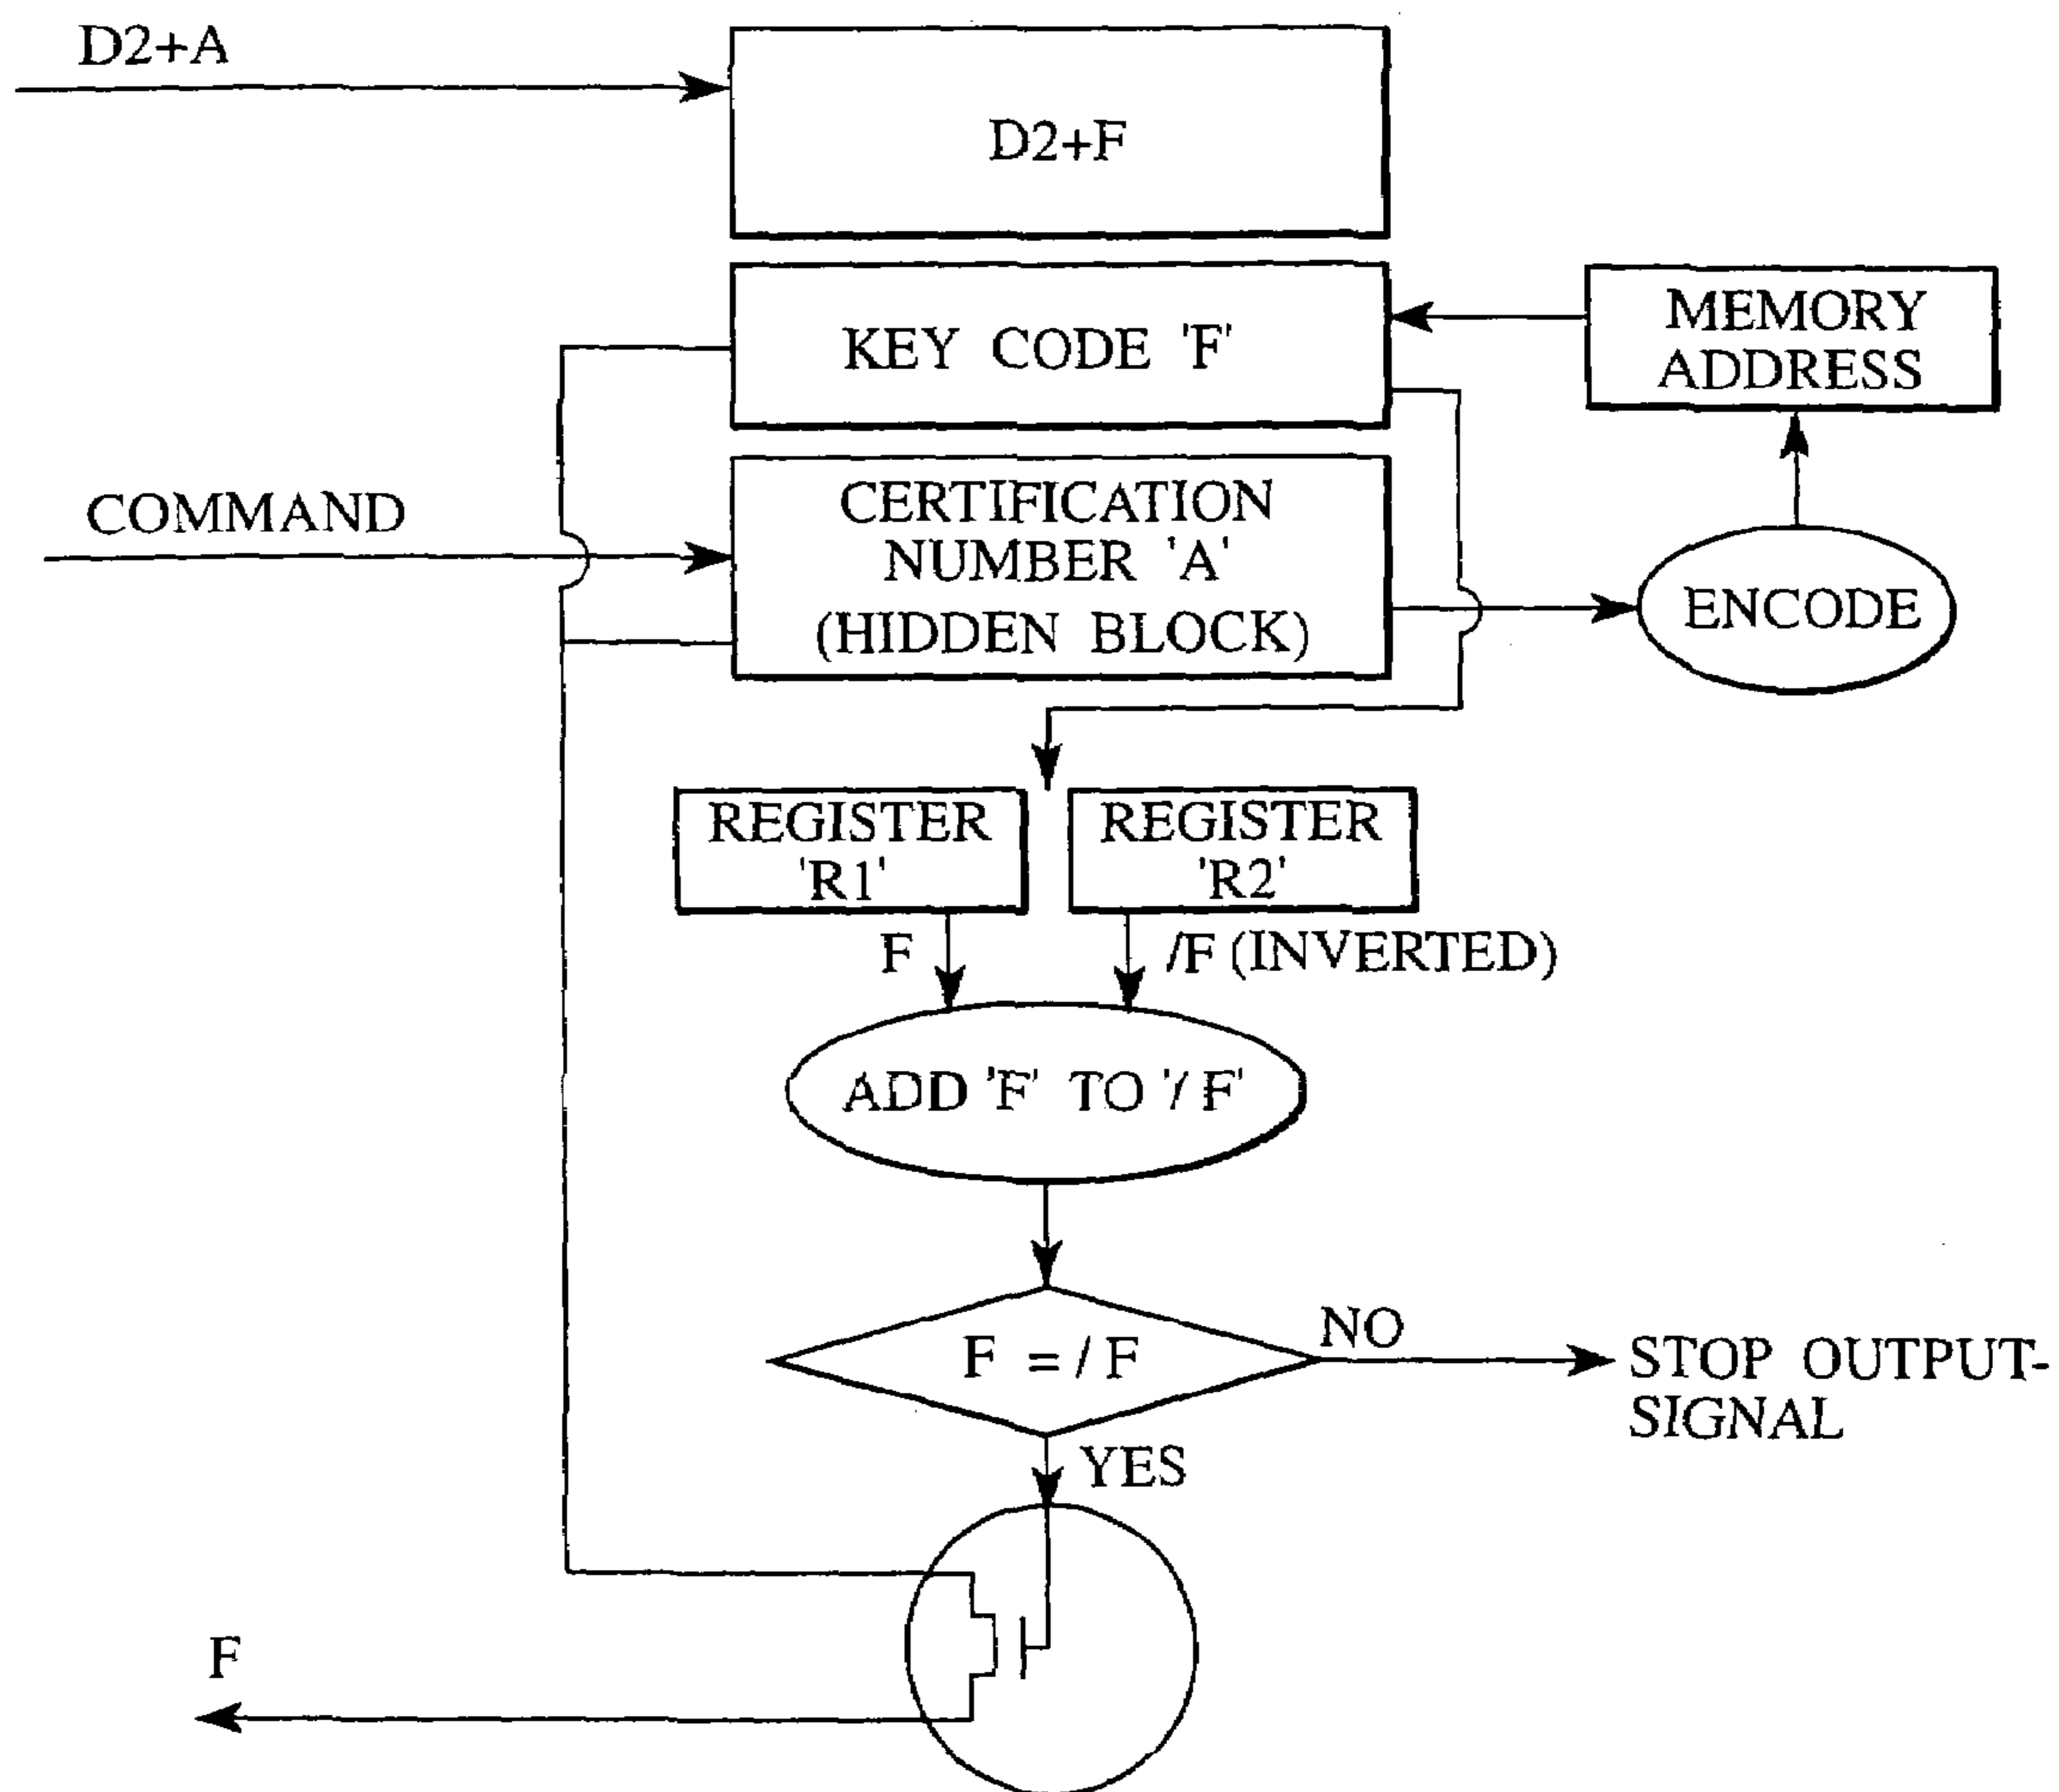 D2+A
D2+F
KEY CODE 'F'
MEMORY
ADDRESS
COMMAND
CERTIFICATION
NUMBER 'A'
(HIDDEN BLOCK)
ENCODE
REGISTER
'R1'
REGISTER
'R2'
F
/F (INVERTED)
ADD 'F' TO '/ F'
F = / F
NO
STOP OUTPUT-
SIGNAL
YES
F